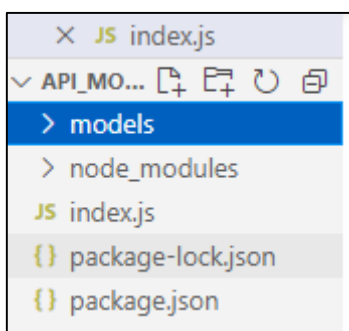 JS index.js
API_MO...
models
node_modules
JS index.js
{} package-lock.json
{} package.json